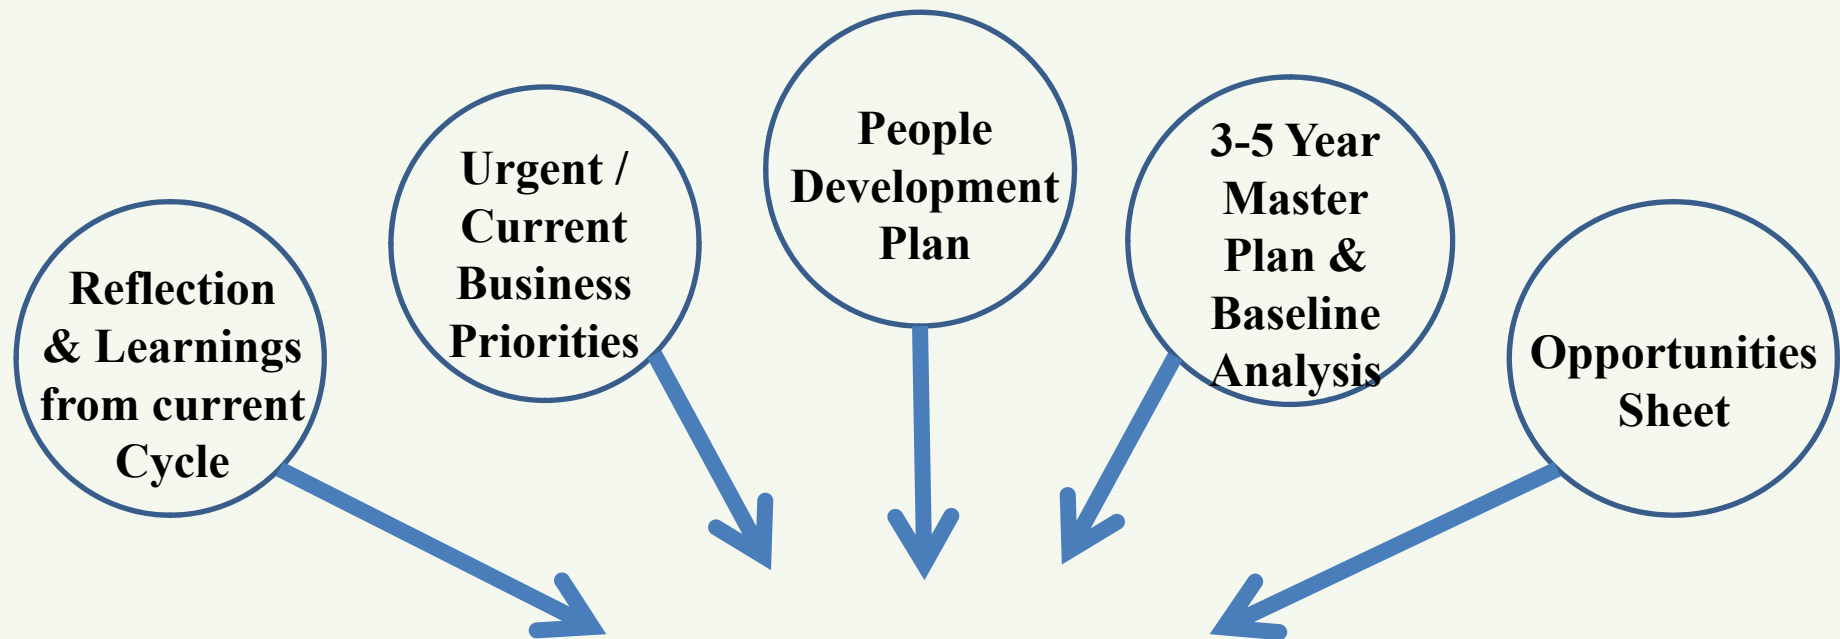 Reflection
& Learnings
from current
Cycle
Urgent /
Current
Business
Priorities
People
Development
Plan
3-5 Year
Master
Plan &
Baseline
Analysis
Opportunities
Sheet